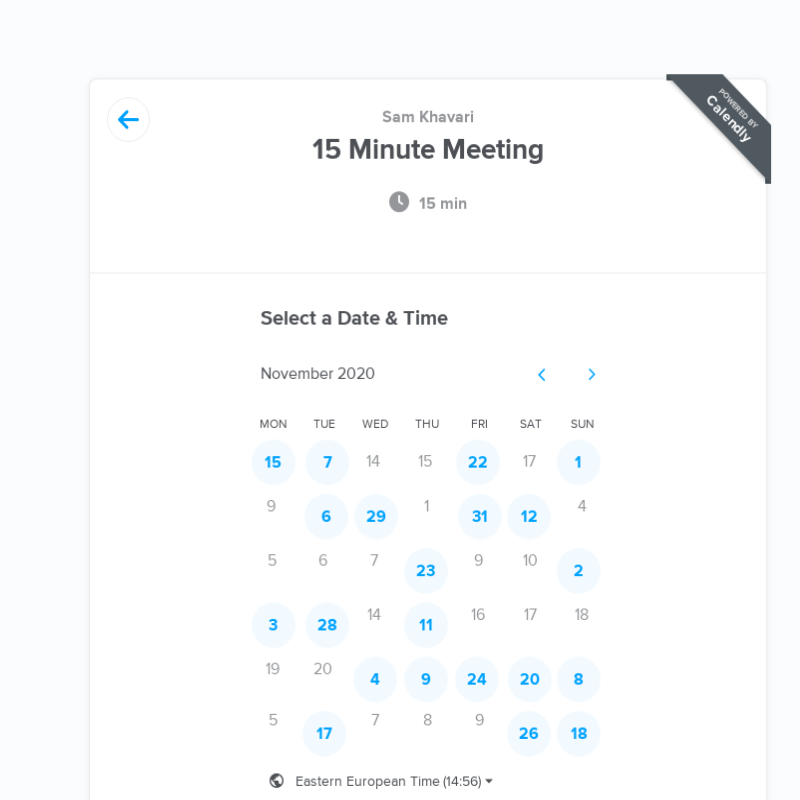 POWERED BY
Calendly
Sam Khavari
15 Minute Meeting
15 min
Select a Date & Time
November 2020
MON TUE WED THU FRI SAT SUN
15 7 14 15 22 17 1
9 6 29 1 31 12 4
5 6 7 23 9 10 2
3 28 14 11 16 17 18
19 20 4 9 24 20 8
5 17 7 8 9 26 18
Eastern European Time (14:56)